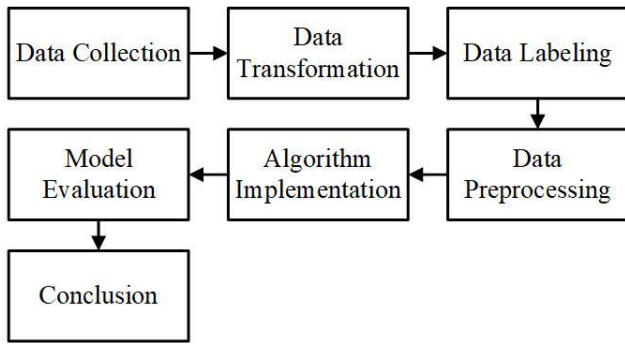 Data Collection
Data
Transformation
Data Labeling
Data
Preprocessing
Algorithm
Implementation
Model
Evaluation
Conclusion